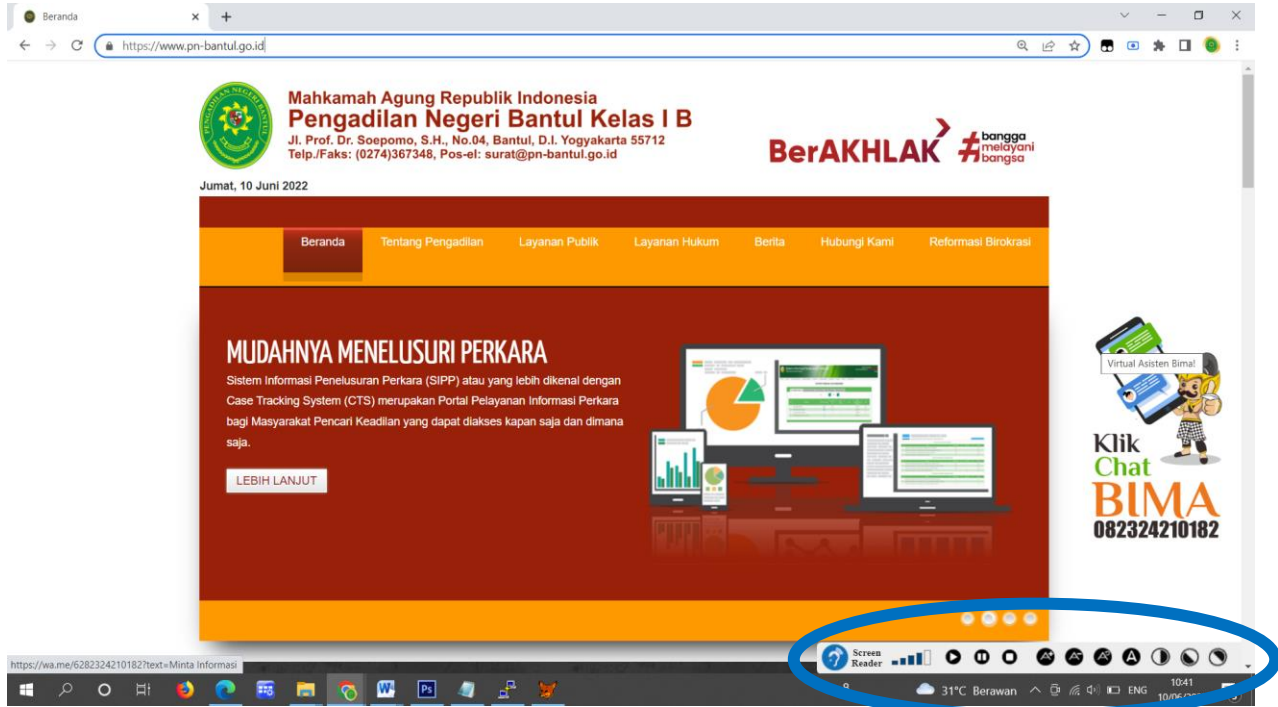 Beranda
https://www.pn-bantul.go.id
Mahkamah Agung Republik Indonesia
Pengadilan Negeri Bantul Kelas I B
Jl. Prof. Dr. Soepomo, S.H., No.04, Bantul, D.I. Yogyakarta 55712
Telp./Faks: (0274)367348, Pos-el: surat@pn-bantul.go.id
BerAKHLAK
# bangga
melayani
bangsa
Jumat, 10 Juni 2022
Beranda Tentang Pengadilan Layanan Publik Layanan Hukum Berita Hubungi Kami Reformasi Birokrasi
MUDAHNYA MENELUSURI PERKARA
Sistem Informasi Penelusuran Perkara (SIPP) atau yang lebih dikenal dengan
Case Tracking System (CTS) merupakan Portal Pelayanan Informasi Perkara
bagi Masyarakat Pencari Keadilan yang dapat diakses kapan saja dan dimana
saja.
LEBIH LANJUT
Virtual Asisten Bima!
Klik
Chat
BIMA
082324210182
Screen
Reader
https://wa.me/6282324210182?text=Minta Informasi
31°C Berawan
ENG
10:41